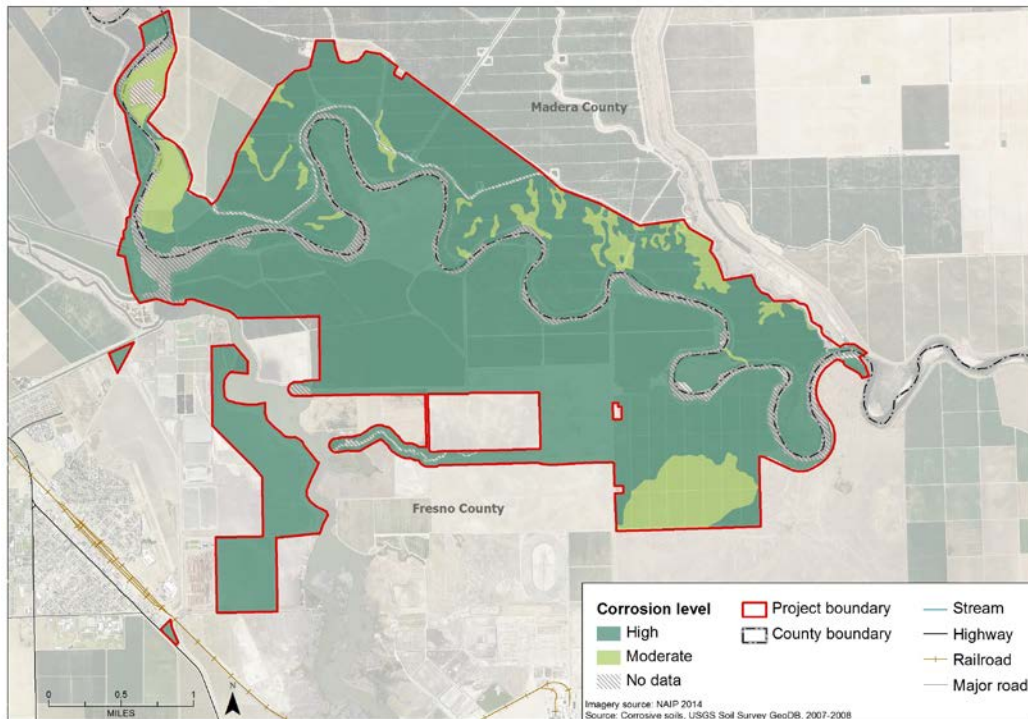 Madera County
Fresno County
Corrosion level
High
Moderate
No data
Project boundary
County boundary
Stream
Highway
Railroad
Major road
0 0.5 1
MILES
N
Imagery source: NAIP 2014
Source: Corrosive soils, USGS Soil Survey GeoDB, 2007-2008